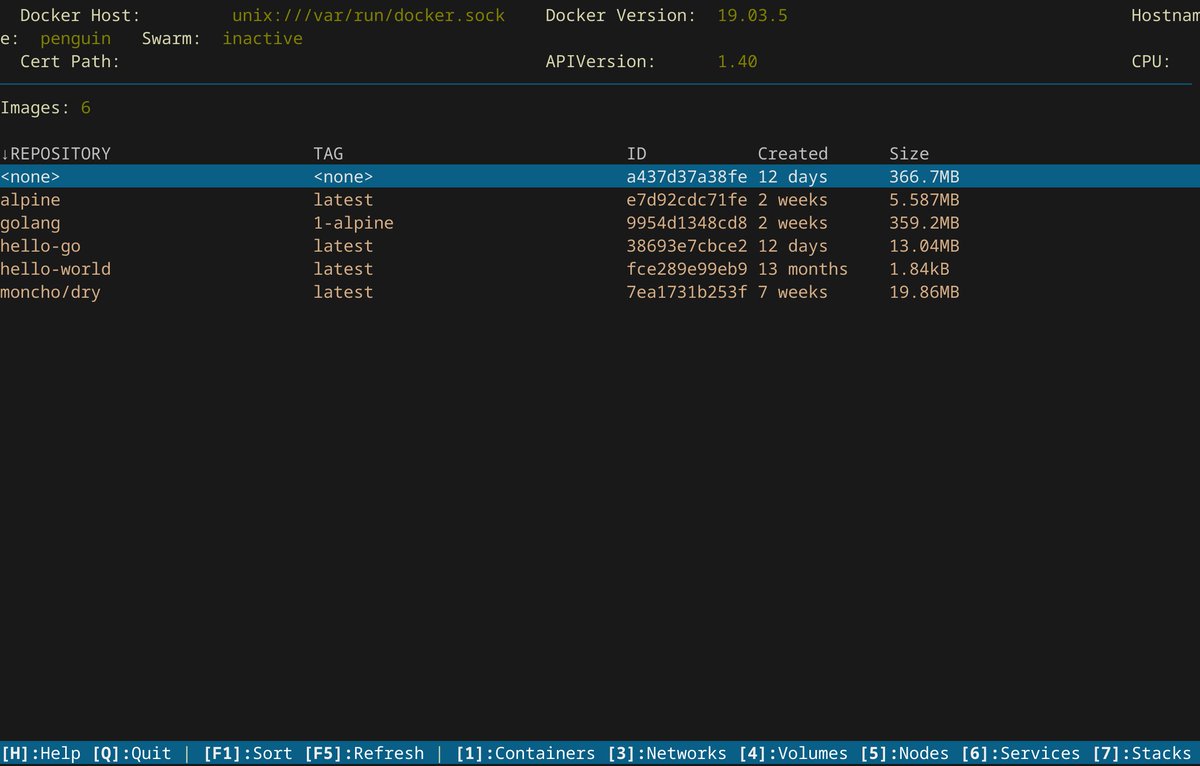 Docker Host: unix:///var/run/docker.sock Docker Version: 19.03.5 Hostnam
e: penguin Swarm: inactive
Cert Path: APIVersion: 1.40 CPU:
Images: 6
↓REPOSITORY TAG ID Created Size
<none> <none> a437d37a38fe 12 days 366.7MB
alpine latest e7d92cdc71fe 2 weeks 5.587MB
golang 1-alpine 9954d1348cd8 2 weeks 359.2MB
hello-go latest 38693e7cbce2 12 days 13.04MB
hello-world latest fce289e99eb9 13 months 1.84kB
moncho/dry latest 7ea1731b253f 7 weeks 19.86MB
[H]:Help [Q]:Quit | [F1]:Sort [F5]:Refresh | [1]:Containers [3]:Networks [4]:Volumes [5]:Nodes [6]:Services [7]:Stacks